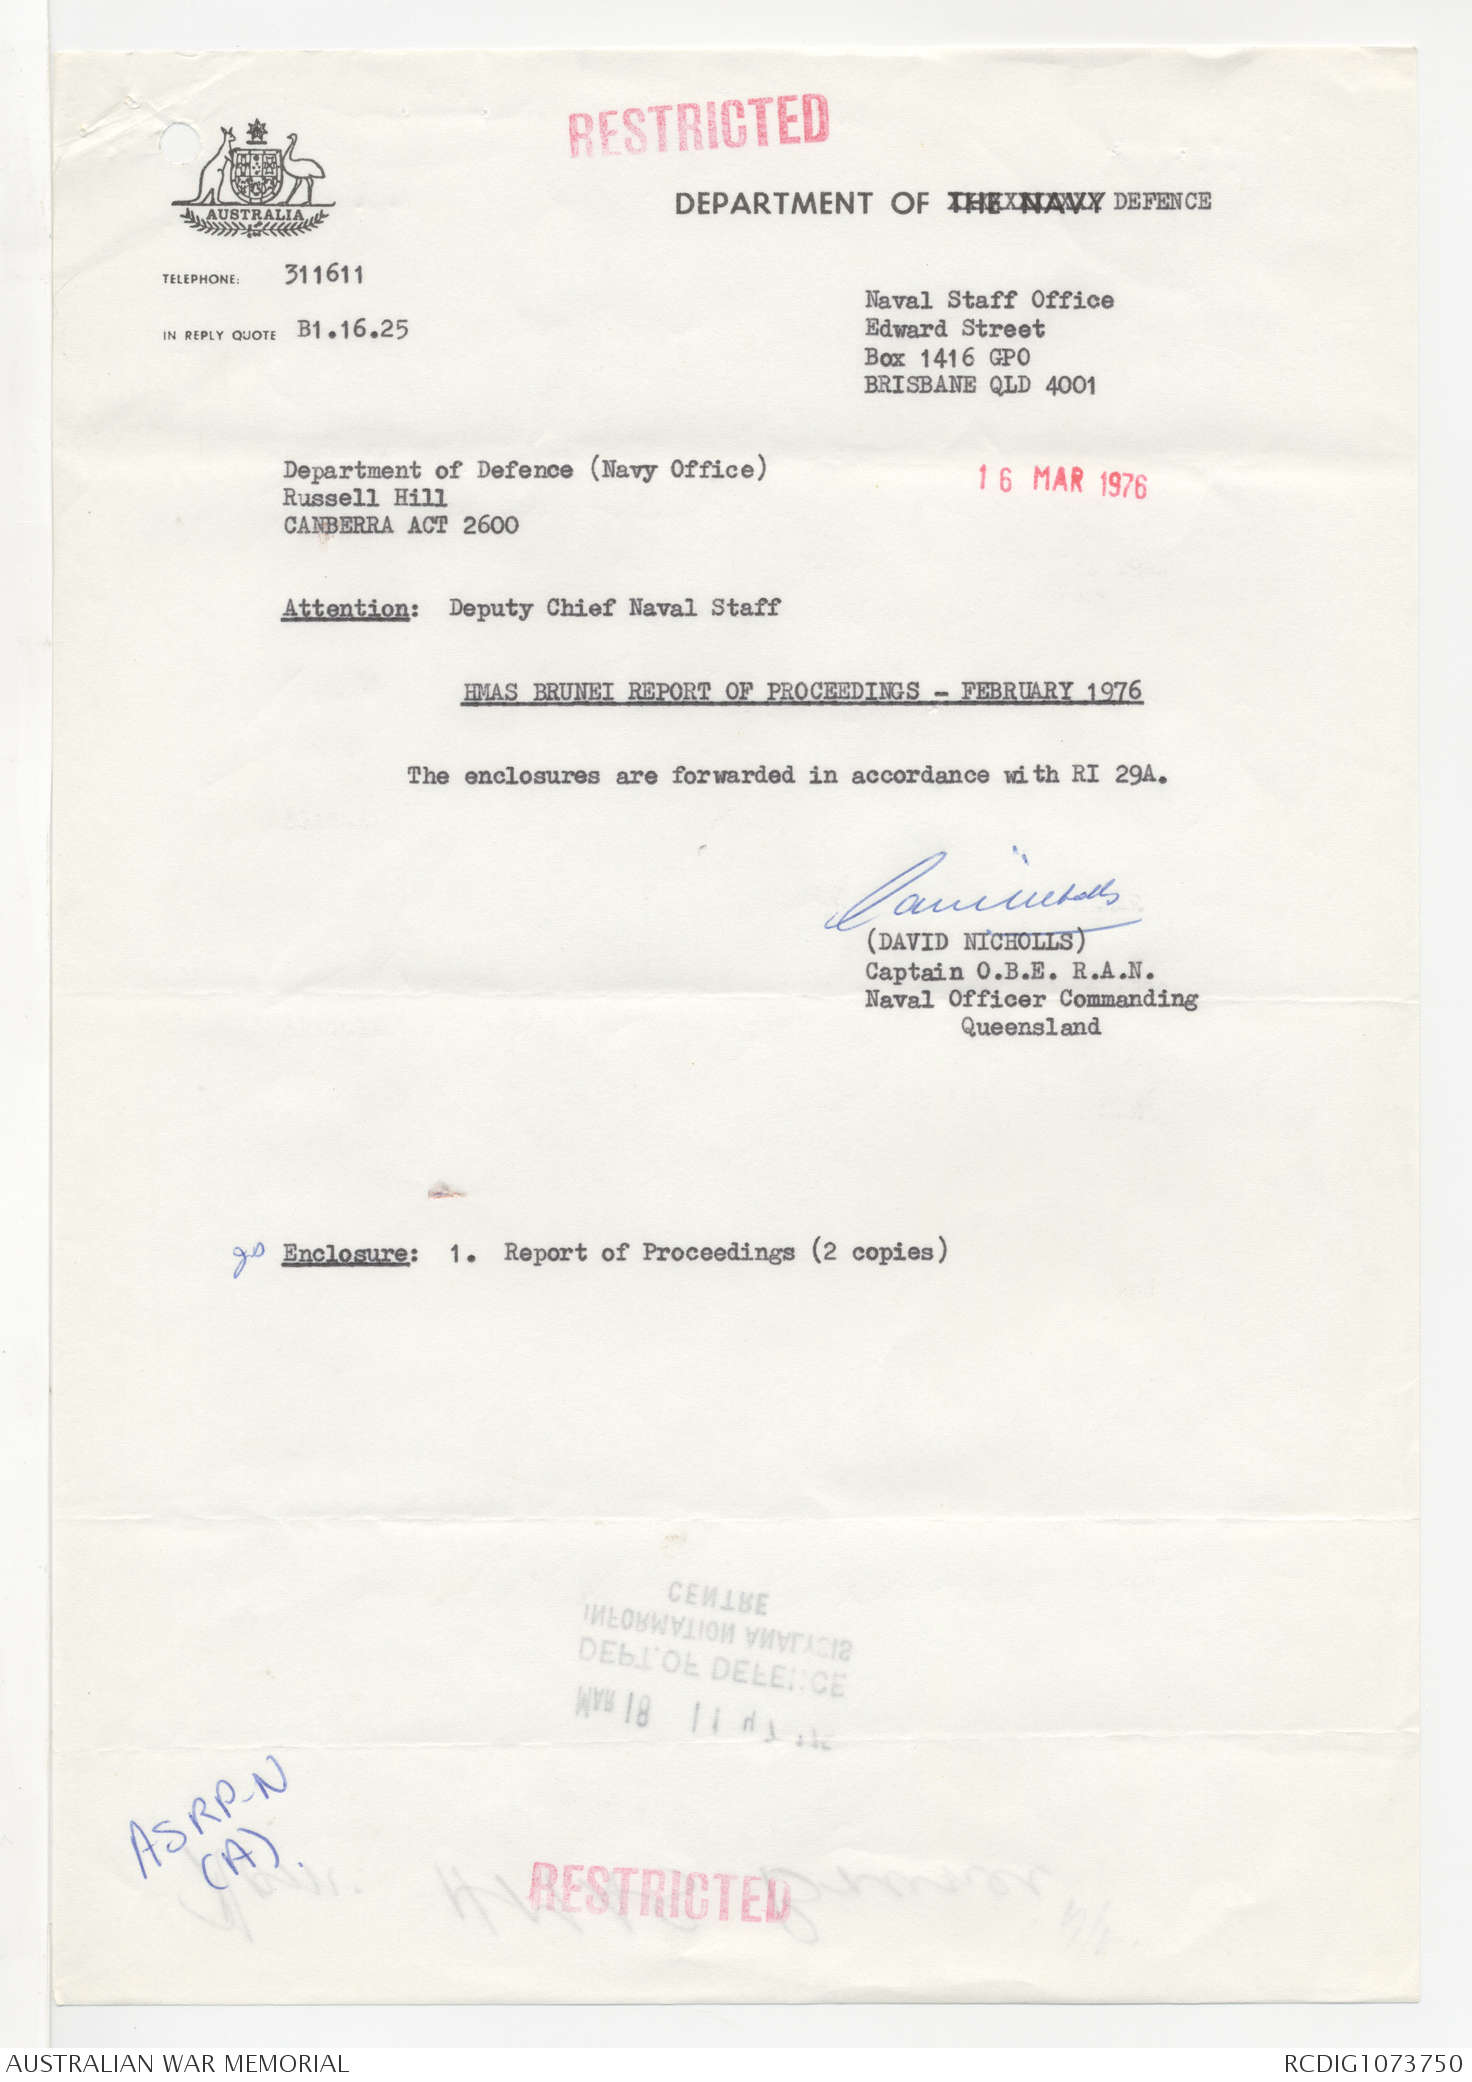 RESTRICTED
AUSTRALIA
DEPARTMENT OF THE NAVY DEFENCE
TELEPHONE: 311611
IN REPLY QUOTE B1.16.25
Naval Staff Office
Edward Street
Box 1416 GPO
BRISBANE QLD 4001
Department of Defence (Navy Office)
Russell Hill
CANBERRA ACT 2600
16 MAR 1976
Attention: Deputy Chief Naval Staff
HMAS BRUNEI REPORT OF PROCEEDINGS - FEBRUARY 1976
The enclosures are forwarded in accordance with RI 29A.
(DAVID NICHOLLS)
Captain O.B.E. R.A.N.
Naval Officer Commanding
Queensland
Enclosure: 1. Report of Proceedings (2 copies)
CENTRE
INFORMATION ANALYSIS
DEPT. OF DEFENCE
MAR 18 11 47
ASRP-N
(A).
RESTRICTED
AUSTRALIAN WAR MEMORIAL
RCDIG1073750